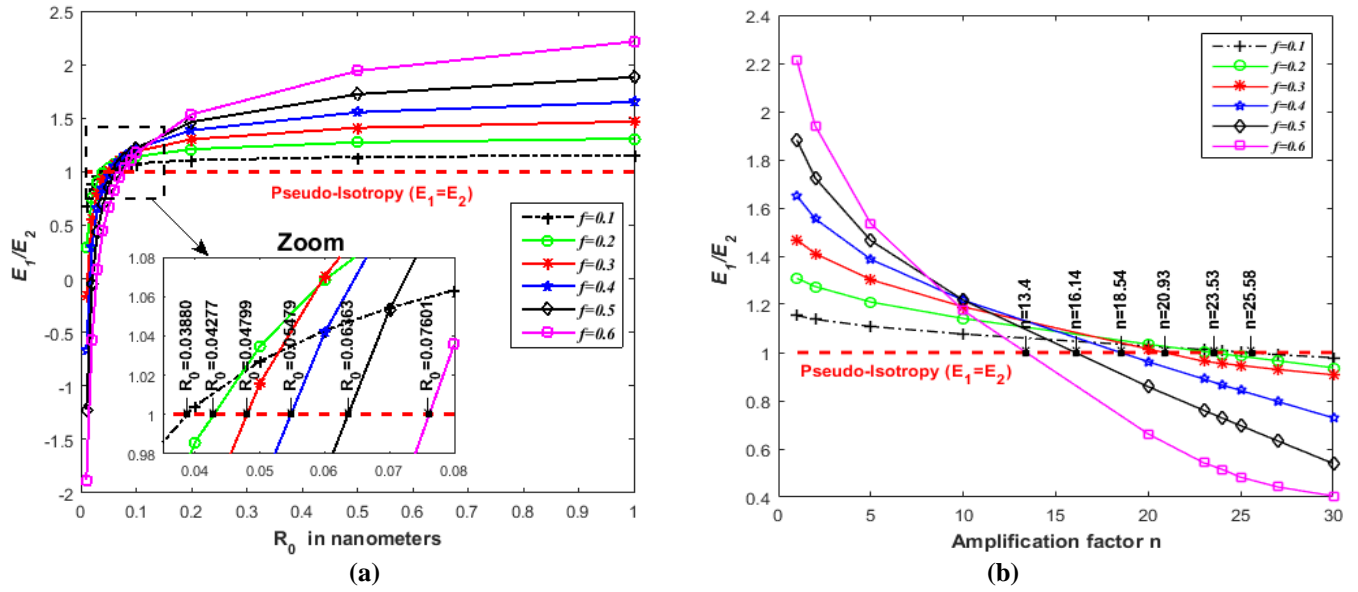 2.5
2
1.5
1
0.5
0
-0.5
-1
-1.5
-2
E1/E2
0 0.1 0.2 0.3 0.4 0.5 0.6 0.7 0.8 0.9 1
R0 in nanometers
Pseudo-Isotropy (E1=E2)
f=0.1
f=0.2
f=0.3
f=0.4
f=0.5
f=0.6
Zoom
1.08
1.06
1.04
1.02
1
0.98
0.04 0.05 0.06 0.07 0.08
R0=0.03880
R0=0.04277
R0=0.04799
R0=0.05479
R0=0.06363
R0=0.07601
(a)
2.4
2.2
2
1.8
1.6
1.4
1.2
1
0.8
0.6
0.4
E1/E2
0 5 10 15 20 25 30
Amplification factor n
Pseudo-Isotropy (E1=E2)
f=0.1
f=0.2
f=0.3
f=0.4
f=0.5
f=0.6
n=13.4
n=16.14
n=18.54
n=20.93
n=23.53
n=25.58
(b)